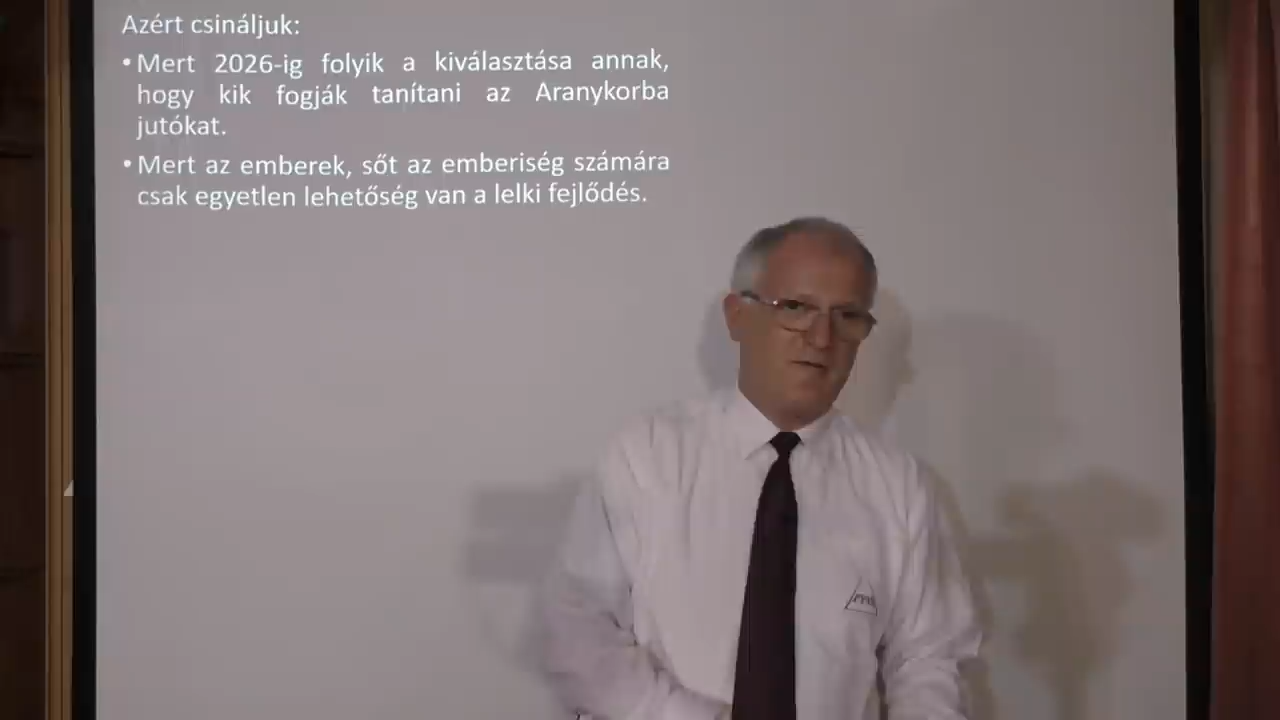 Azért csináljuk:
• Mert 2026-ig folyik a kiválasztása annak,
hogy kik fogják tanítani az Aranykorba
jutókat.
• Mert az emberek, sőt az emberiség számára
csak egyetlen lehetőség van a lelki fejlődés.